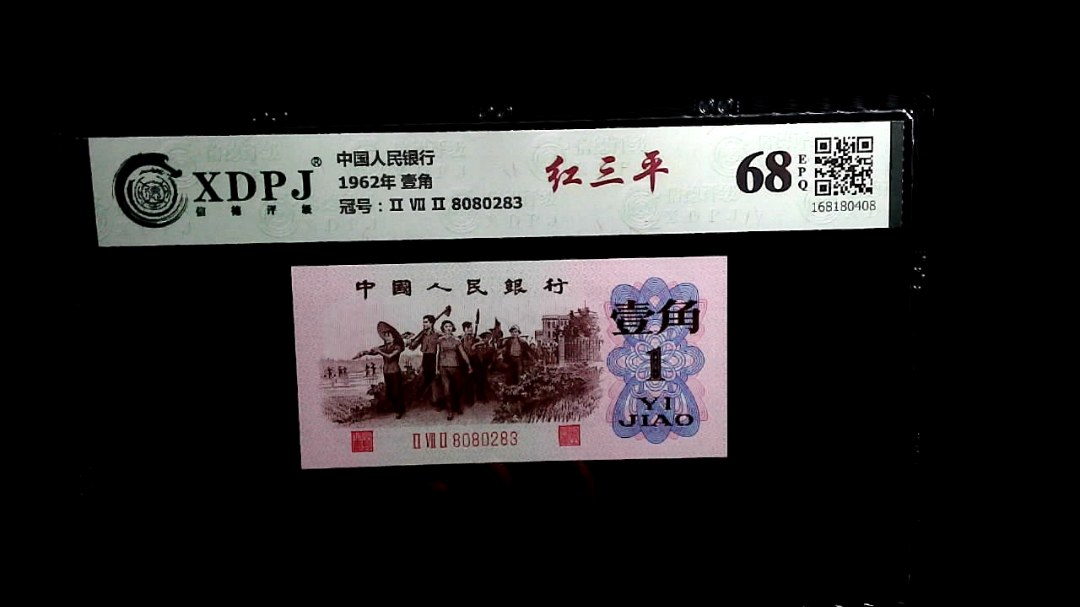 XDPJ®
信德评级
中国人民银行
1962年 壹角
冠号：II VII II 8080283
红三平
68
EPQ
168180408
中國人民銀行
壹角
1
YI
JIAO
II VII II 8080283